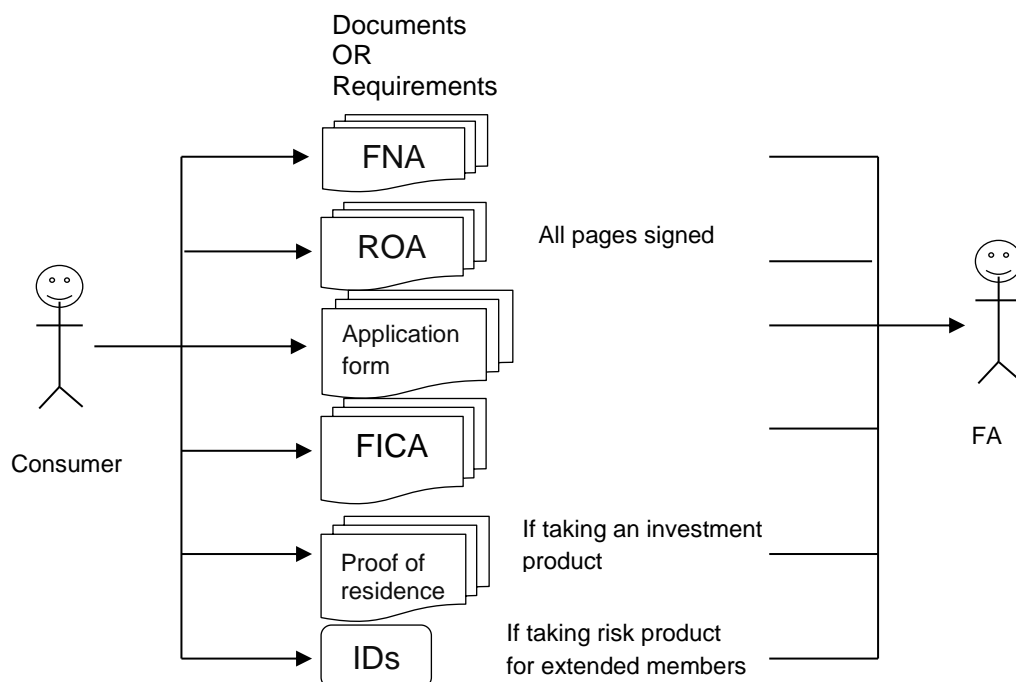 Documents
OR
Requirements
FNA
ROA
All pages signed
Application
form
FICA
Consumer
FA
Proof of
residence
If taking an investment
product
IDs
If taking risk product
for extended members